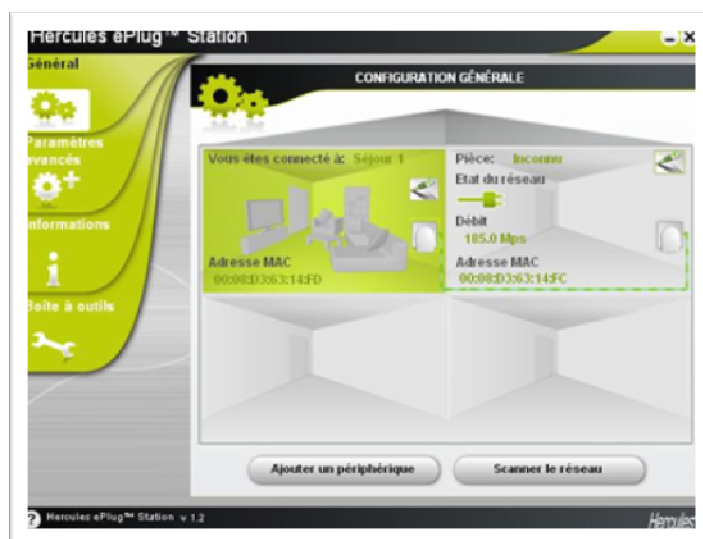 Hercules ePlug™ Station
Général
CONFIGURATION GÉNÉRALE
Paramètres
avancés
Informations
Boîte à outils
Vous êtes connecté à: Séjour 1
Adresse MAC
00:08:D3:63:14:FD
Pièce: Inconnu
Etat du réseau
Débit
185.0 Mps
Adresse MAC
00:08:D3:63:14:FC
Ajouter un périphérique
Scanner le réseau
? Hercules ePlug™ Station v 1.2
Hercules